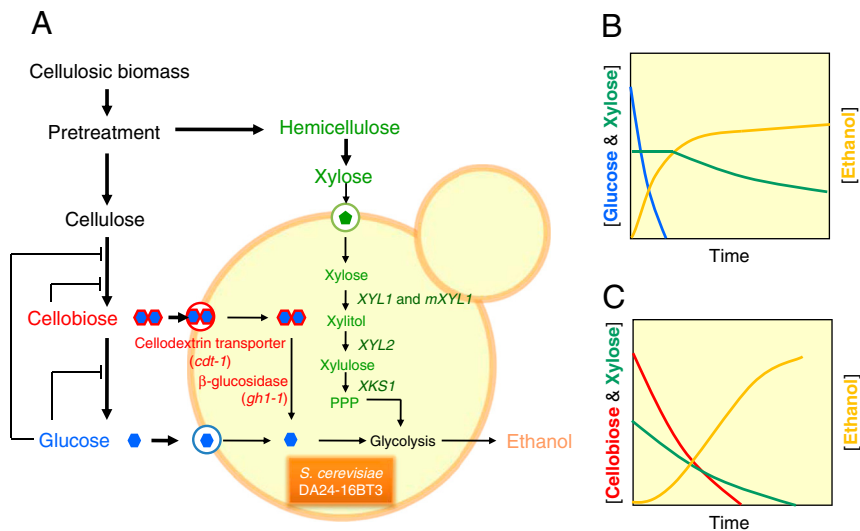 A
Cellulosic biomass
Pretreatment
Hemicellulose
Xylose
Cellulose
Xylose
XYL1 and mXYL1
Cellobiose
Xylitol
Cellodextrin transporter
(cdt-1)
XYL2
Xylulose
β-glucosidase
(gh1-1)
XKS1
PPP
Glucose
Glycolysis
Ethanol
S. cerevisiae
DA24-16BT3
B
[Glucose & Xylose]
[Ethanol]
Time
C
[Cellobiose & Xylose]
[Ethanol]
Time